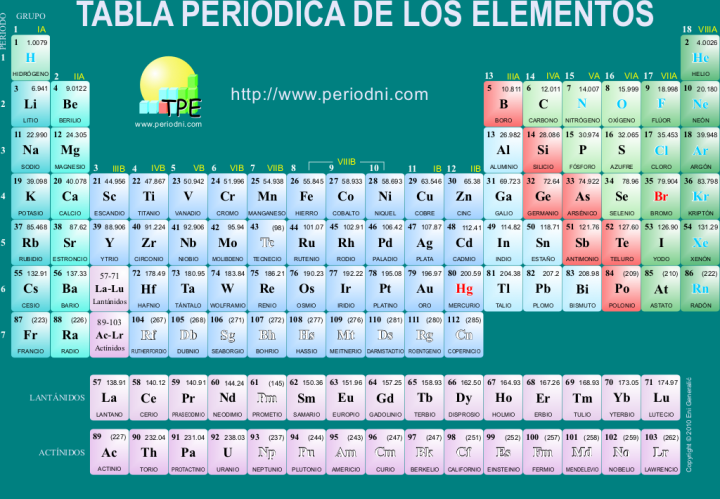 TABLA PERIODICA DE LOS ELEMENTOS
PERIODO
GRUPO
1 IA
18 VIIIA
1 1.0079
H
HIDRÓGENO
2 4.0026
He
HELIO
1
2 IIA
13 IIIA 14 IVA 15 VA 16 VIA 17 VIIA
TPE
www.periodni.com
http://www.periodni.com
3 6.941 4 9.0122 5 10.811 6 12.011 7 14.007 8 15.999 9 18.998 10 20.180
2 Li Be B C N O F Ne
LITIO BERILIO BORO CARBONO NITRÓGENO OXÍGENO FLÚOR NEÓN
11 22.990 12 24.305 13 26.982 14 28.086 15 30.974 16 32.065 17 35.453 18 39.948
3 Na Mg Al Si P S Cl Ar
SODIO MAGNESIO ALUMINIO SILICIO FÓSFORO AZUFRE CLORO ARGÓN
3 IIIB 4 IVB 5 VB 6 VIB 7 VIIB 8 VIIIB 9 10 11 IB 12 IIB
19 39.098 20 40.078 21 44.956 22 47.867 23 50.942 24 51.996 25 54.938 26 55.845 27 58.933 28 58.693 29 63.546 30 65.38 31 69.723 32 72.64 33 74.922 34 78.96 35 79.904 36 83.798
4 K Ca Sc Ti V Cr Mn Fe Co Ni Cu Zn Ga Ge As Se Br Kr
POTASIO CALCIO ESCANDIO TITANIO VANADIO CROMO MANGANESO HIERRO COBALTO NIQUEL COBRE CINC GALIO GERMANIO ARSÉNICO SELENIO BROMO KRIPTÓN
37 85.468 38 87.62 39 88.906 40 91.224 41 92.906 42 95.94 43 (98) 44 101.07 45 102.91 46 106.42 47 107.87 48 112.41 49 114.82 50 118.71 51 121.76 52 127.60 53 126.90 54 131.29
5 Rb Sr Y Zr Nb Mo Tc Ru Rh Pd Ag Cd In Sn Sb Te I Xe
RUBIDIO ESTRONCIO YTRIO CIRCONIO NIOBIO MOLIBDENO TECNECIO RUTENIO RODIO PALADIO PLATA CADMIO INDIO ESTAÑO ANTIMONIO TELURO YODO XENÓN
55 132.91 56 137.33 57-71 72 178.49 73 180.95 74 183.84 75 186.21 76 190.23 77 192.22 78 195.08 79 196.97 80 200.59 81 204.38 82 207.2 83 208.98 84 (209) 85 (210) 86 (222)
6 Cs Ba La-Lu Hf Ta W Re Os Ir Pt Au Hg Tl Pb Bi Po At Rn
CESIO BARIO Lantánidos HAFNIO TÁNTALO WOLFRAMIO RENIO OSMIO IRIDIO PLATINO ORO MERCURIO TALIO PLOMO BISMUTO POLONIO ASTATO RADÓN
87 (223) 88 (226) 89-103 104 (267) 105 (268) 106 (271) 107 (272) 108 (277) 109 (276) 110 (281) 111 (280) 112 (285)
7 Fr Ra Ac-Lr Rf Db Sg Bh Hs Mt Ds Rg Cn
FRANCIO RADIO Actínidos RUTHERFORDIO DUBNIO SEABORGIO BOHRIO HASSIO MEITNERIO DARMSTADTIO ROENTGENIO COPERNICIO
57 138.91 58 140.12 59 140.91 60 144.24 61 (145) 62 150.36 63 151.96 64 157.25 65 158.93 66 162.50 67 164.93 68 167.26 69 168.93 70 173.05 71 174.97
LANTÁNIDOS La Ce Pr Nd Pm Sm Eu Gd Tb Dy Ho Er Tm Yb Lu
LANTANO CERIO PRASEODIMIO NEODIMIO PROMETIO SAMARIO EUROPIO GADOLINIO TERBIO DISPROSIO HOLMIO ERBIO TULIO YTERBIO LUTECIO
89 (227) 90 232.04 91 231.04 92 238.03 93 (237) 94 (244) 95 (243) 96 (247) 97 (247) 98 (251) 99 (252) 100 (257) 101 (258) 102 (259) 103 (262)
ACTÍNIDOS Ac Th Pa U Np Pu Am Cm Bk Cf Es Fm Md No Lr
ACTINIO TORIO PROTACTINIO URANIO NEPTUNIO PLUTONIO AMERICIO CURIO BERKELIO CALIFORNIO EINSTEINIO FERMIO MENDELEVIO NOBELIO LAWRENCIO
Copyright © 2010 Eni Generalić